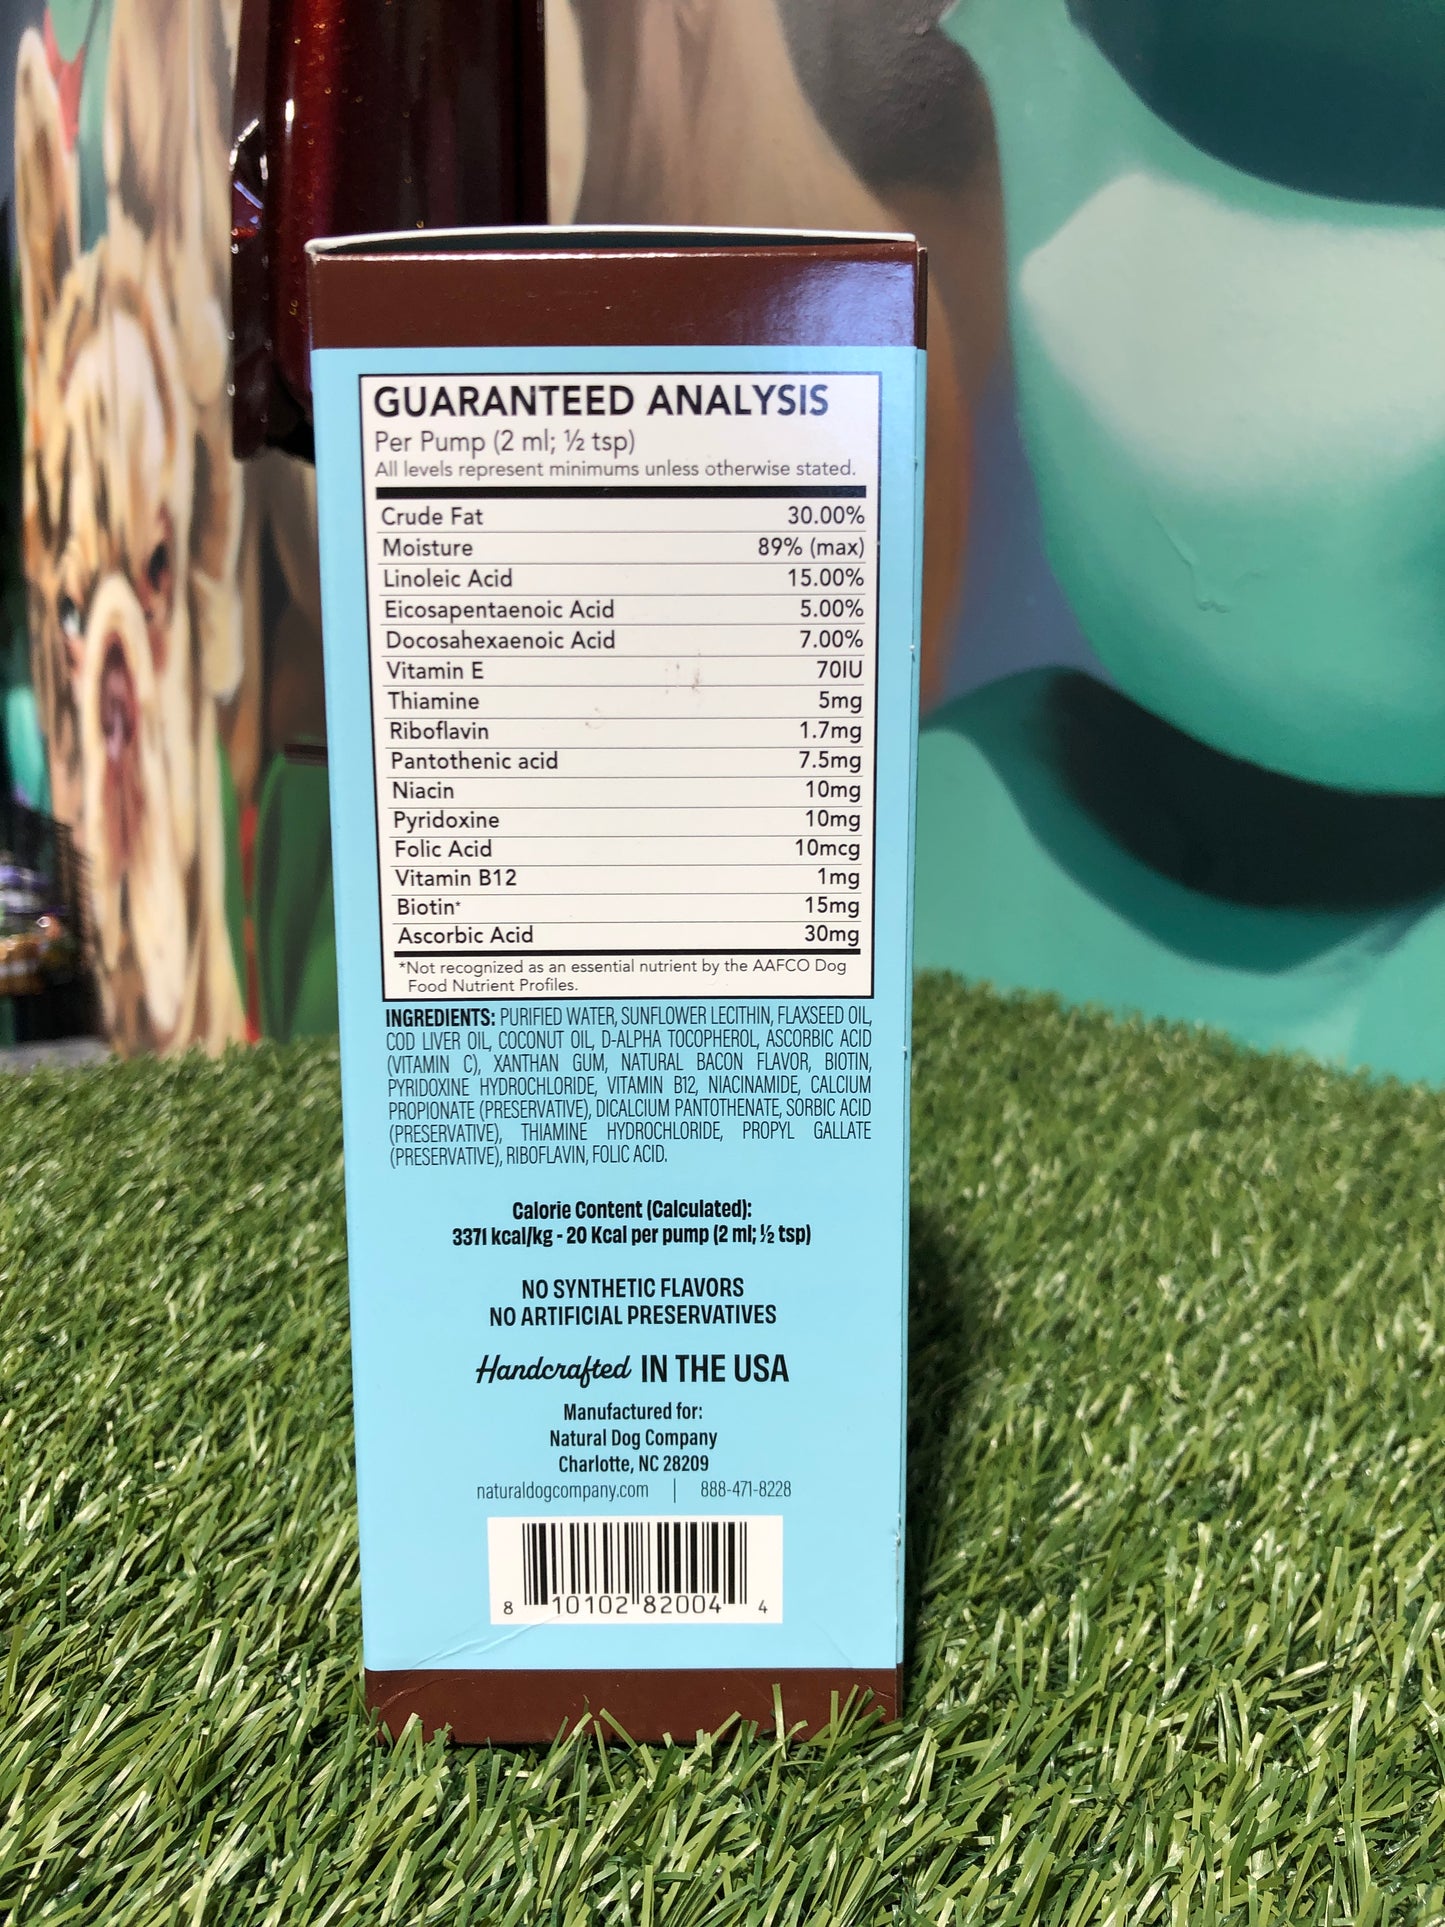 GUARANTEED ANALYSIS
Per Pump (2 ml; ½ tsp)
All levels represent minimums unless otherwise stated.
Crude Fat 30.00%
Moisture 89% (max)
Linoleic Acid 15.00%
Eicosapentaenoic Acid 5.00%
Docosahexaenoic Acid 7.00%
Vitamin E 70IU
Thiamine 5mg
Riboflavin 1.7mg
Pantothenic acid 7.5mg
Niacin 10mg
Pyridoxine 10mg
Folic Acid 10mcg
Vitamin B12 1mg
Biotin* 15mg
Ascorbic Acid 30mg
*Not recognized as an essential nutrient by the AAFCO Dog
Food Nutrient Profiles.
INGREDIENTS: PURIFIED WATER, SUNFLOWER LECITHIN, FLAXSEED OIL,
COD LIVER OIL, COCONUT OIL, D-ALPHA TOCOPHEROL, ASCORBIC ACID
(VITAMIN C), XANTHAN GUM, NATURAL BACON FLAVOR, BIOTIN,
PYRIDOXINE HYDROCHLORIDE, VITAMIN B12, NIACINAMIDE, CALCIUM
PROPIONATE (PRESERVATIVE), DICALCIUM PANTOTHENATE, SORBIC ACID
(PRESERVATIVE), THIAMINE HYDROCHLORIDE, PROPYL GALLATE
(PRESERVATIVE), RIBOFLAVIN, FOLIC ACID.
Calorie Content (Calculated):
3371 kcal/kg - 20 Kcal per pump (2 ml; ½ tsp)
NO SYNTHETIC FLAVORS
NO ARTIFICIAL PRESERVATIVES
Handcrafted IN THE USA
Manufactured for:
Natural Dog Company
Charlotte, NC 28209
naturaldogcompany.com | 888-471-8228
8 10102 82004 4